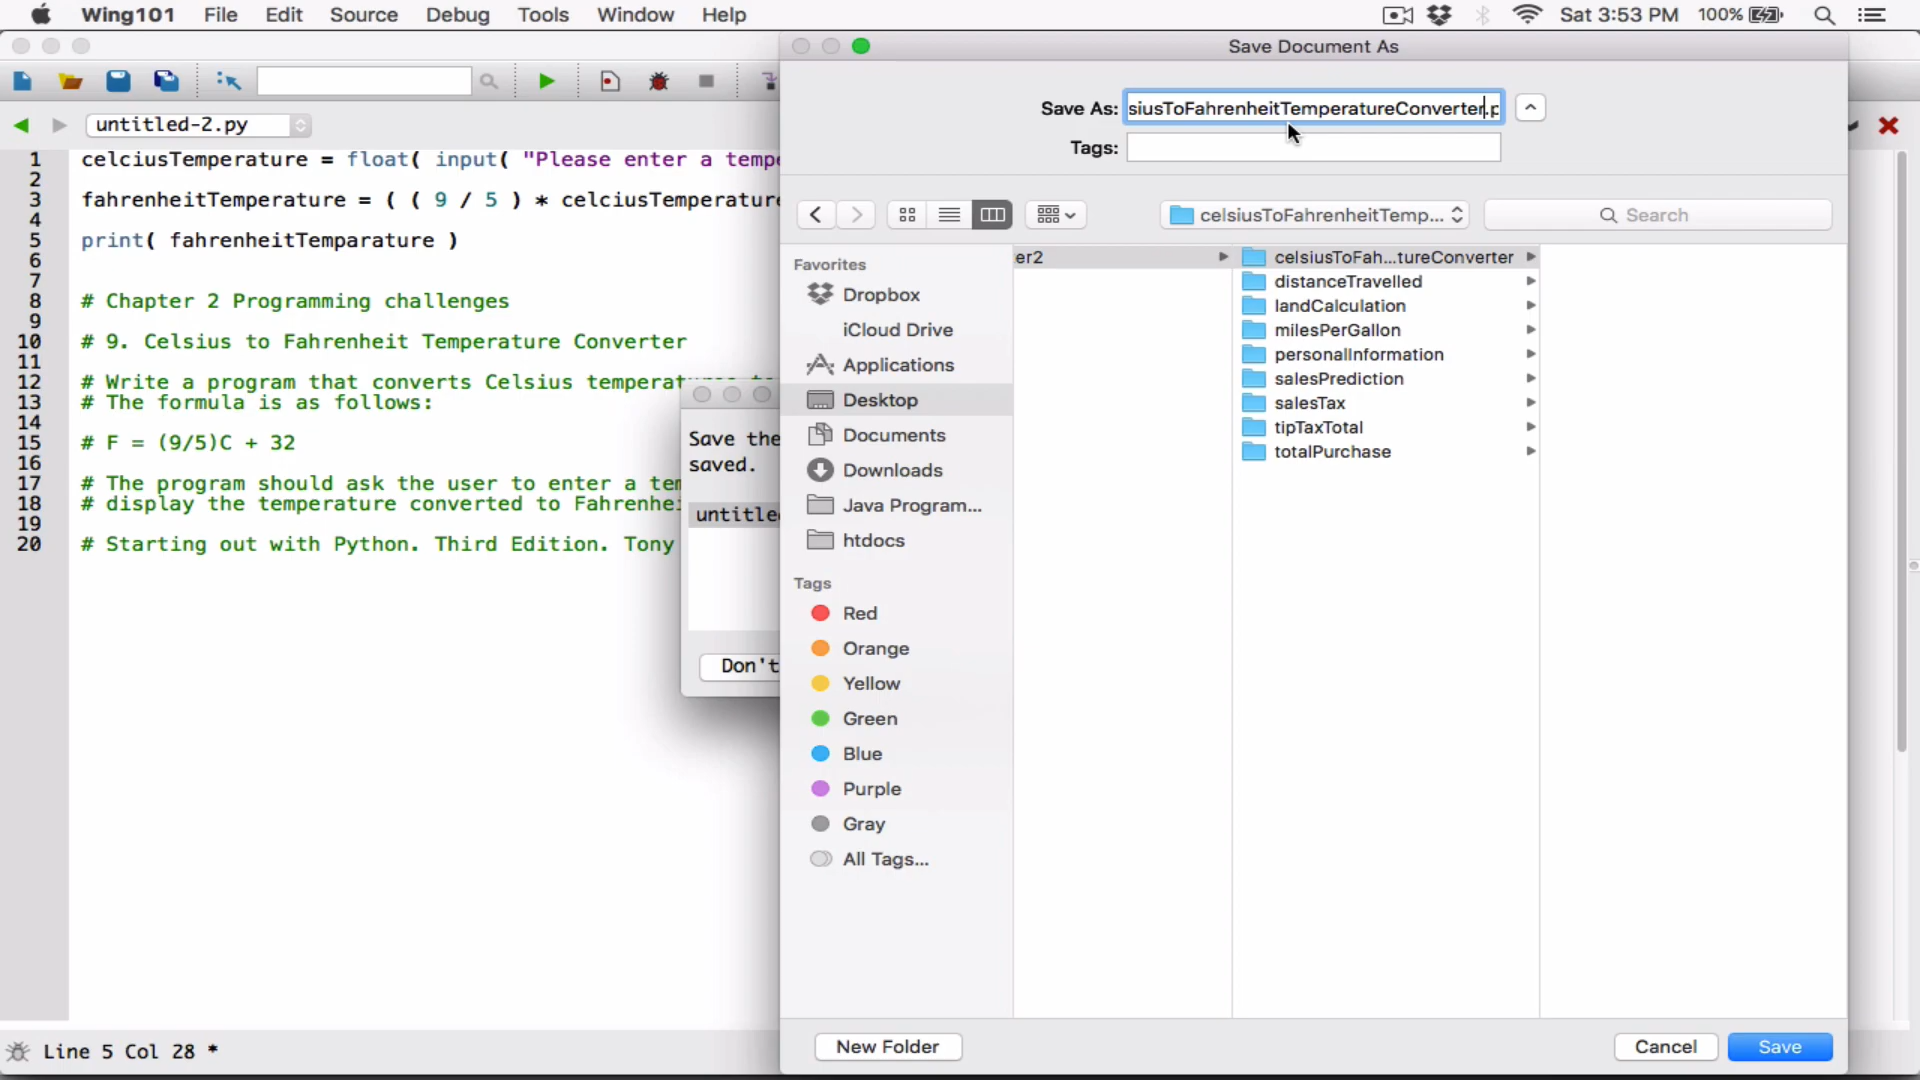 Wing101 File Edit Source Debug Tools Window Help Sat 3:53 PM 100%
Save Document As
Save As: siusToFahrenheitTemperatureConverter.p
Tags:
untitled-2.py
celsiusToFahrenheitTemp... Search
1 celciusTemperature = float( input( "Please enter a tempe
2
3 fahrenheitTemperature = ( ( 9 / 5 ) * celciusTemperature
4
5 print( fahrenheitTemparature )
6
7
8 # Chapter 2 Programming challenges
9
10 # 9. Celsius to Fahrenheit Temperature Converter
11
12 # Write a program that converts Celsius temperatures to
13 # The formula is as follows:
14
15 # F = (9/5)C + 32
16
17 # The program should ask the user to enter a tem
18 # display the temperature converted to Fahrenhei
19
20 # Starting out with Python. Third Edition. Tony
Save the
saved.
untitle
Don't
Favorites
Dropbox
iCloud Drive
Applications
Desktop
Documents
Downloads
Java Program...
htdocs
Tags
Red
Orange
Yellow
Green
Blue
Purple
Gray
All Tags...
er2
celsiusToFah...tureConverter
distanceTravelled
landCalculation
milesPerGallon
personalInformation
salesPrediction
salesTax
tipTaxTotal
totalPurchase
New Folder Cancel Save
Line 5 Col 28 *